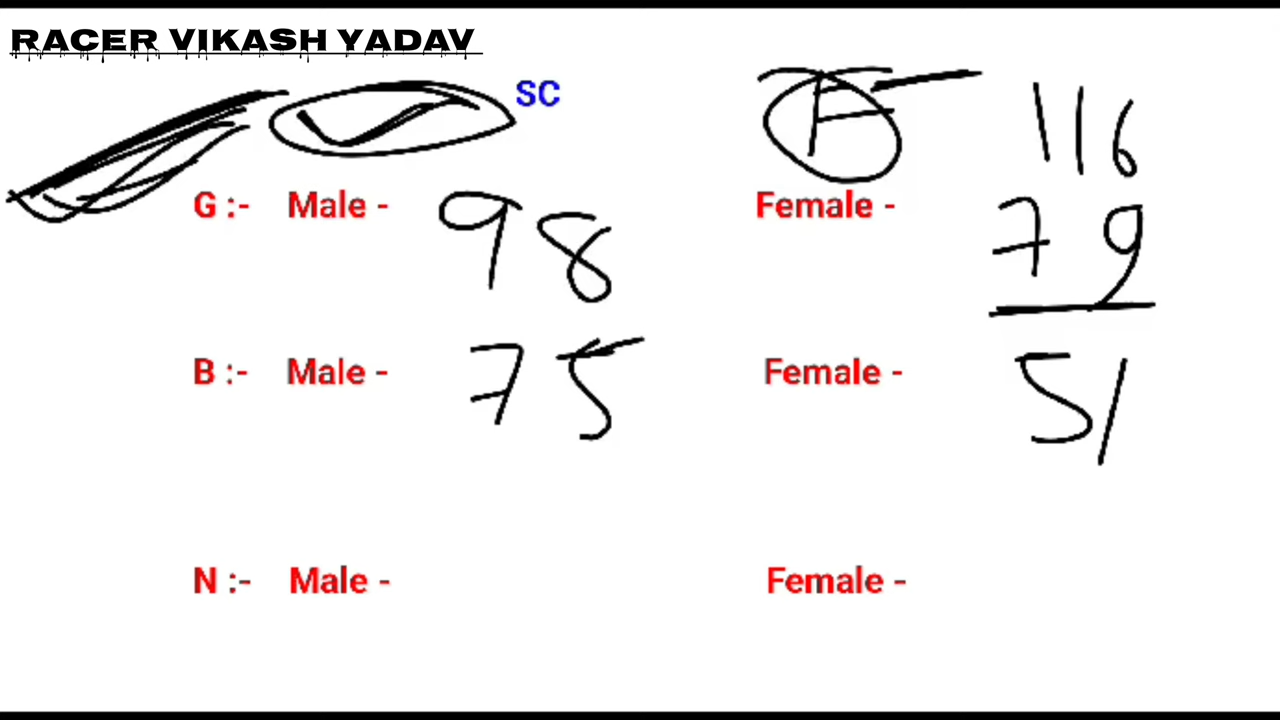 RACER VIKASH YADAV
SC F 116
G :- Male - 98 Female - 79
B :- Male - 75 Female - 51
N :- Male - Female -